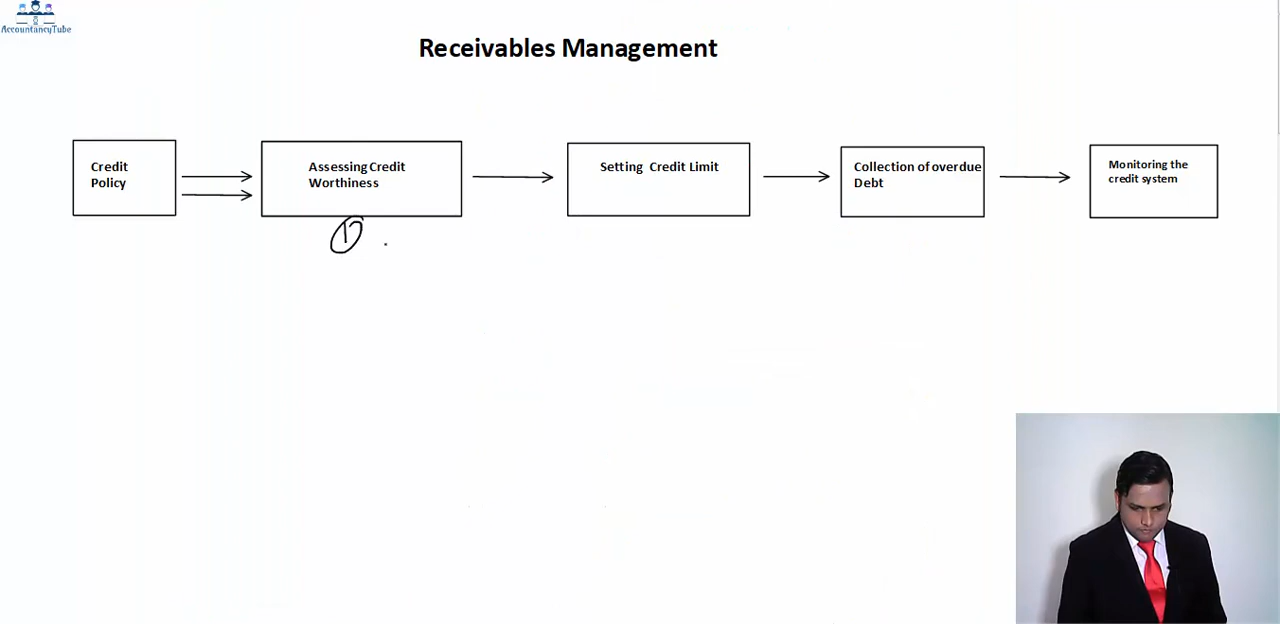 AccountancyTube
Receivables Management
Credit
Policy
Assessing Credit
Worthiness
Setting Credit Limit
Collection of overdue
Debt
Monitoring the
credit system
1